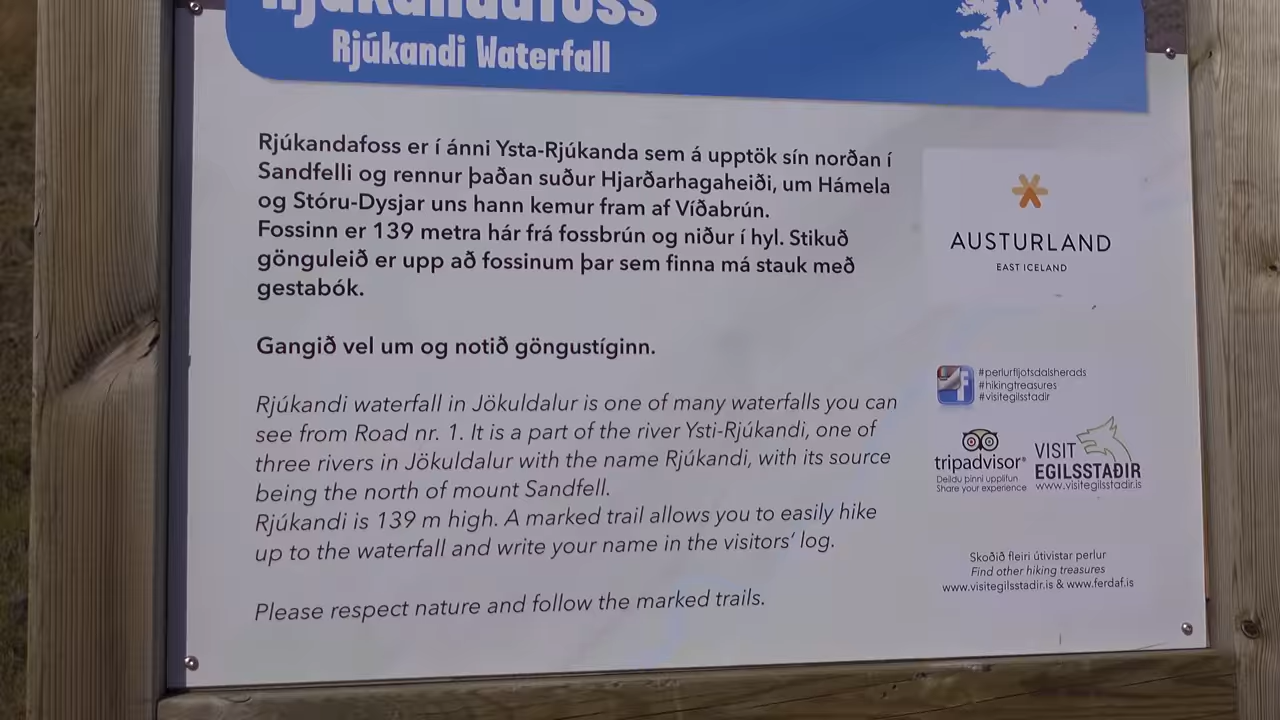 Rjúkandafoss
Rjúkandi Waterfall
Rjúkandafoss er í ánni Ysta-Rjúkanda sem á upptök sín norðan í
Sandfelli og rennur þaðan suður Hjarðarhagaheiði, um Hámela
og Stóru-Dysjar uns hann kemur fram af Víðabrún.
Fossinn er 139 metra hár frá fossbrún og niður í hyl. Stikuð
gönguleið er upp að fossinum þar sem finna má stauk með
gestabók.
Gangið vel um og notið göngustíginn.
Rjúkandi waterfall in Jökuldalur is one of many waterfalls you can
see from Road nr. 1. It is a part of the river Ysti-Rjúkandi, one of
three rivers in Jökuldalur with the name Rjúkandi, with its source
being the north of mount Sandfell.
Rjúkandi is 139 m high. A marked trail allows you to easily hike
up to the waterfall and write your name in the visitors' log.
Please respect nature and follow the marked trails.
AUSTURLAND
EAST ICELAND
#perlurfljotsdalsherads
#hikingtreasures
#visitegilsstadir
tripadvisor®
Deildu þinni upplifun
Share your experience
VISIT
EGILSSTAÐIR
www.visitegilsstadir.is
Skoðið fleiri útivistar perlur
Find other hiking treasures
www.visitegilsstadir.is & www.ferdaf.is